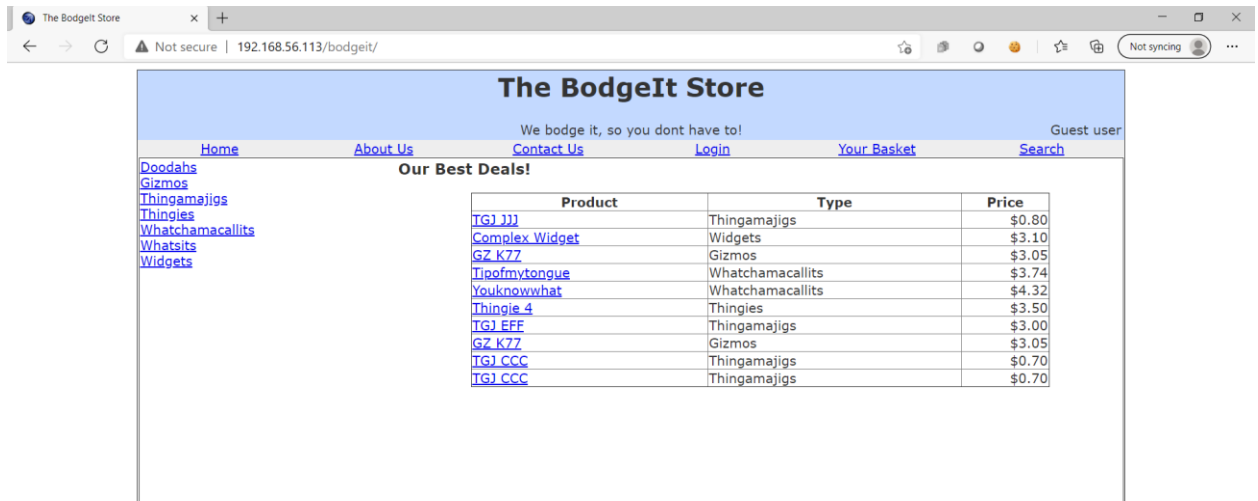 The BodgeIt Store
Not secure | 192.168.56.113/bodgeit/ Not syncing
The BodgeIt Store
We bodge it, so you dont have to! Guest user
Home About Us Contact Us Login Your Basket Search
Doodahs
Gizmos
Thingamajigs
Thingies
Whatchamacallits
Whatsits
Widgets
Our Best Deals!
Product Type Price
TGJ JJJ Thingamajigs $0.80
Complex Widget Widgets $3.10
GZ K77 Gizmos $3.05
Tipofmytongue Whatchamacallits $3.74
Youknowwhat Whatchamacallits $4.32
Thingie 4 Thingies $3.50
TGJ EFF Thingamajigs $3.00
GZ K77 Gizmos $3.05
TGJ CCC Thingamajigs $0.70
TGJ CCC Thingamajigs $0.70